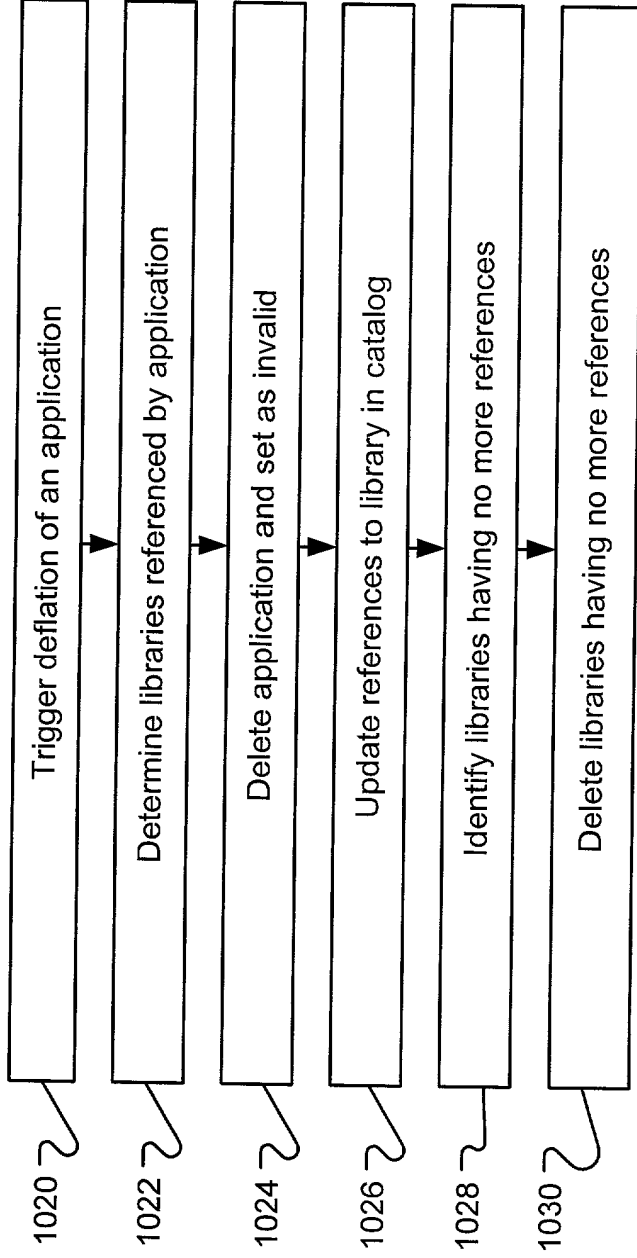 1020
Trigger deflation of an application
1022
Determine libraries referenced by application
1024
Delete application and set as invalid
1026
Update references to library in catalog
1028
Identify libraries having no more references
1030
Delete libraries having no more references